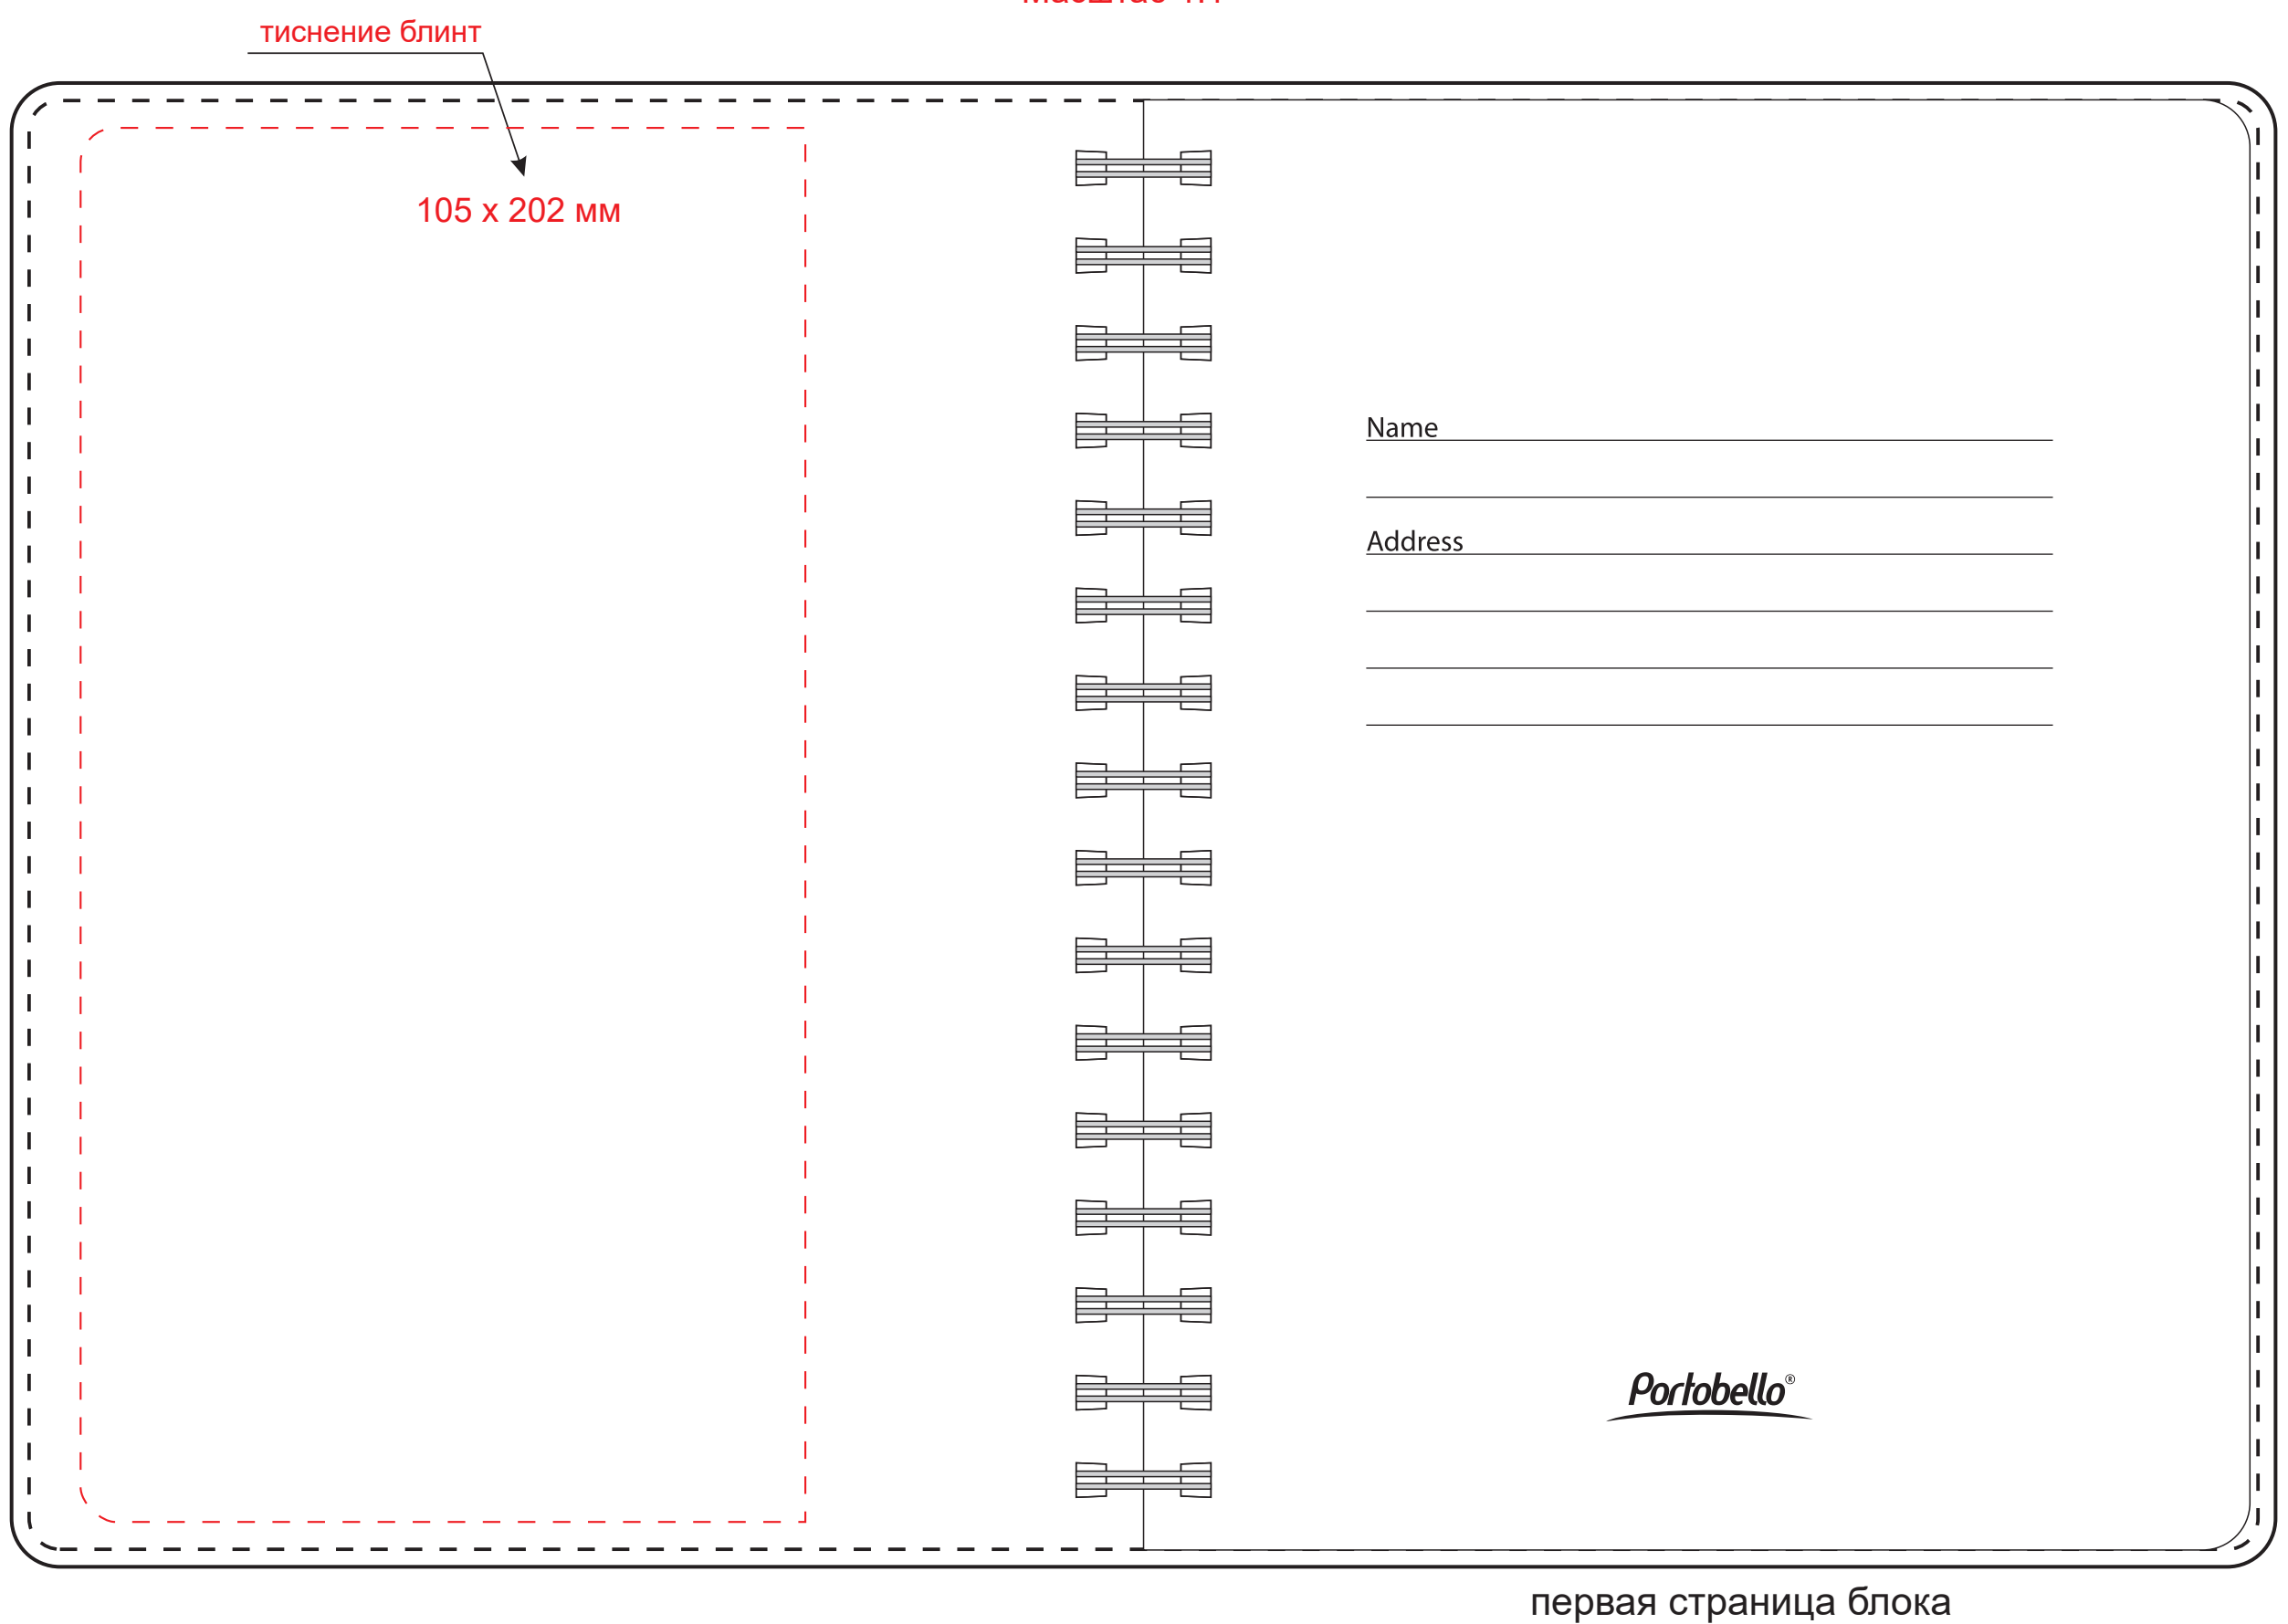 тиснение блинт
105 x 202 мм
Name
Address
Portobello®
первая страница блока